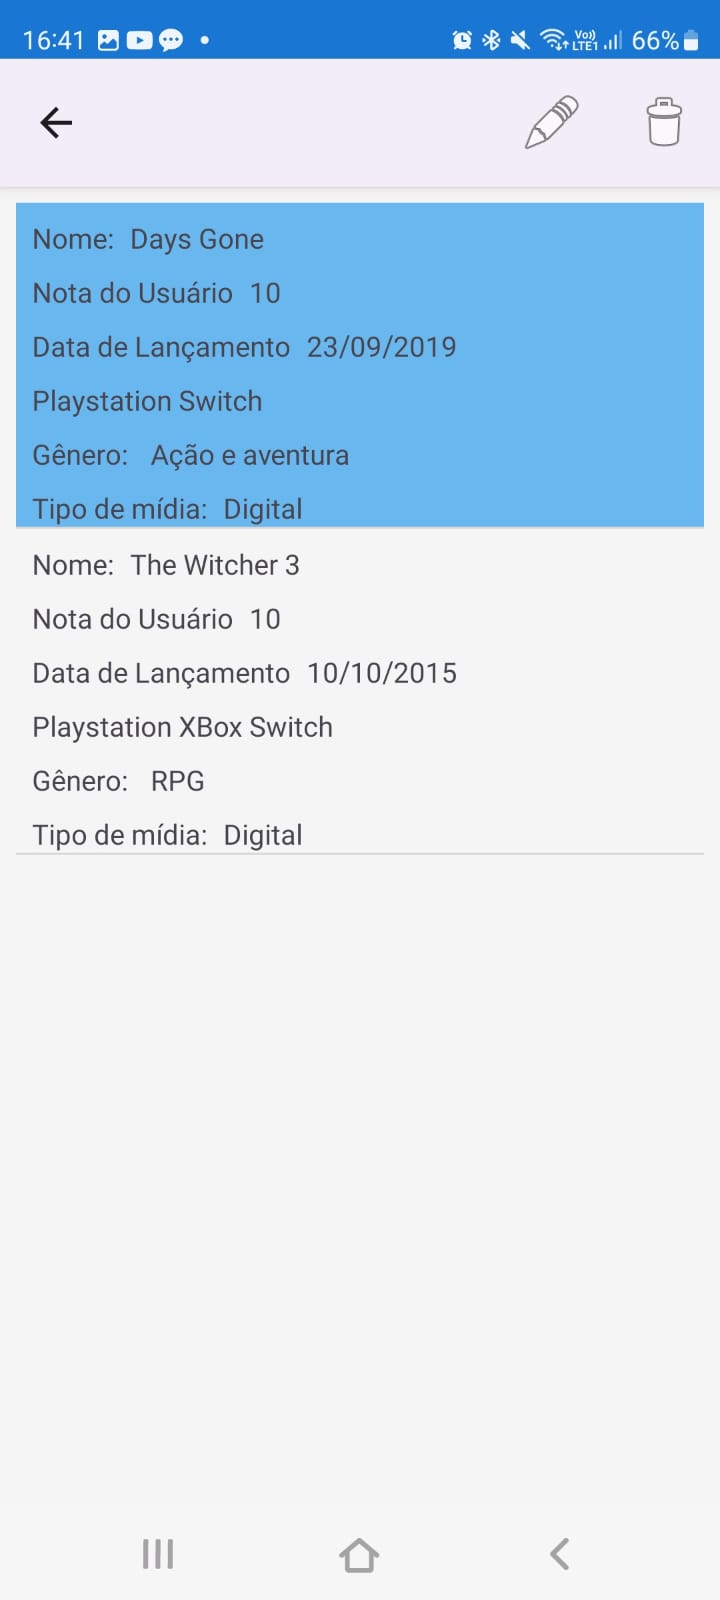 16:41
Vo))
LTE1
66%
Nome: Days Gone
Nota do Usuário 10
Data de Lançamento 23/09/2019
Playstation Switch
Gênero: Ação e aventura
Tipo de mídia: Digital
Nome: The Witcher 3
Nota do Usuário 10
Data de Lançamento 10/10/2015
Playstation XBox Switch
Gênero: RPG
Tipo de mídia: Digital